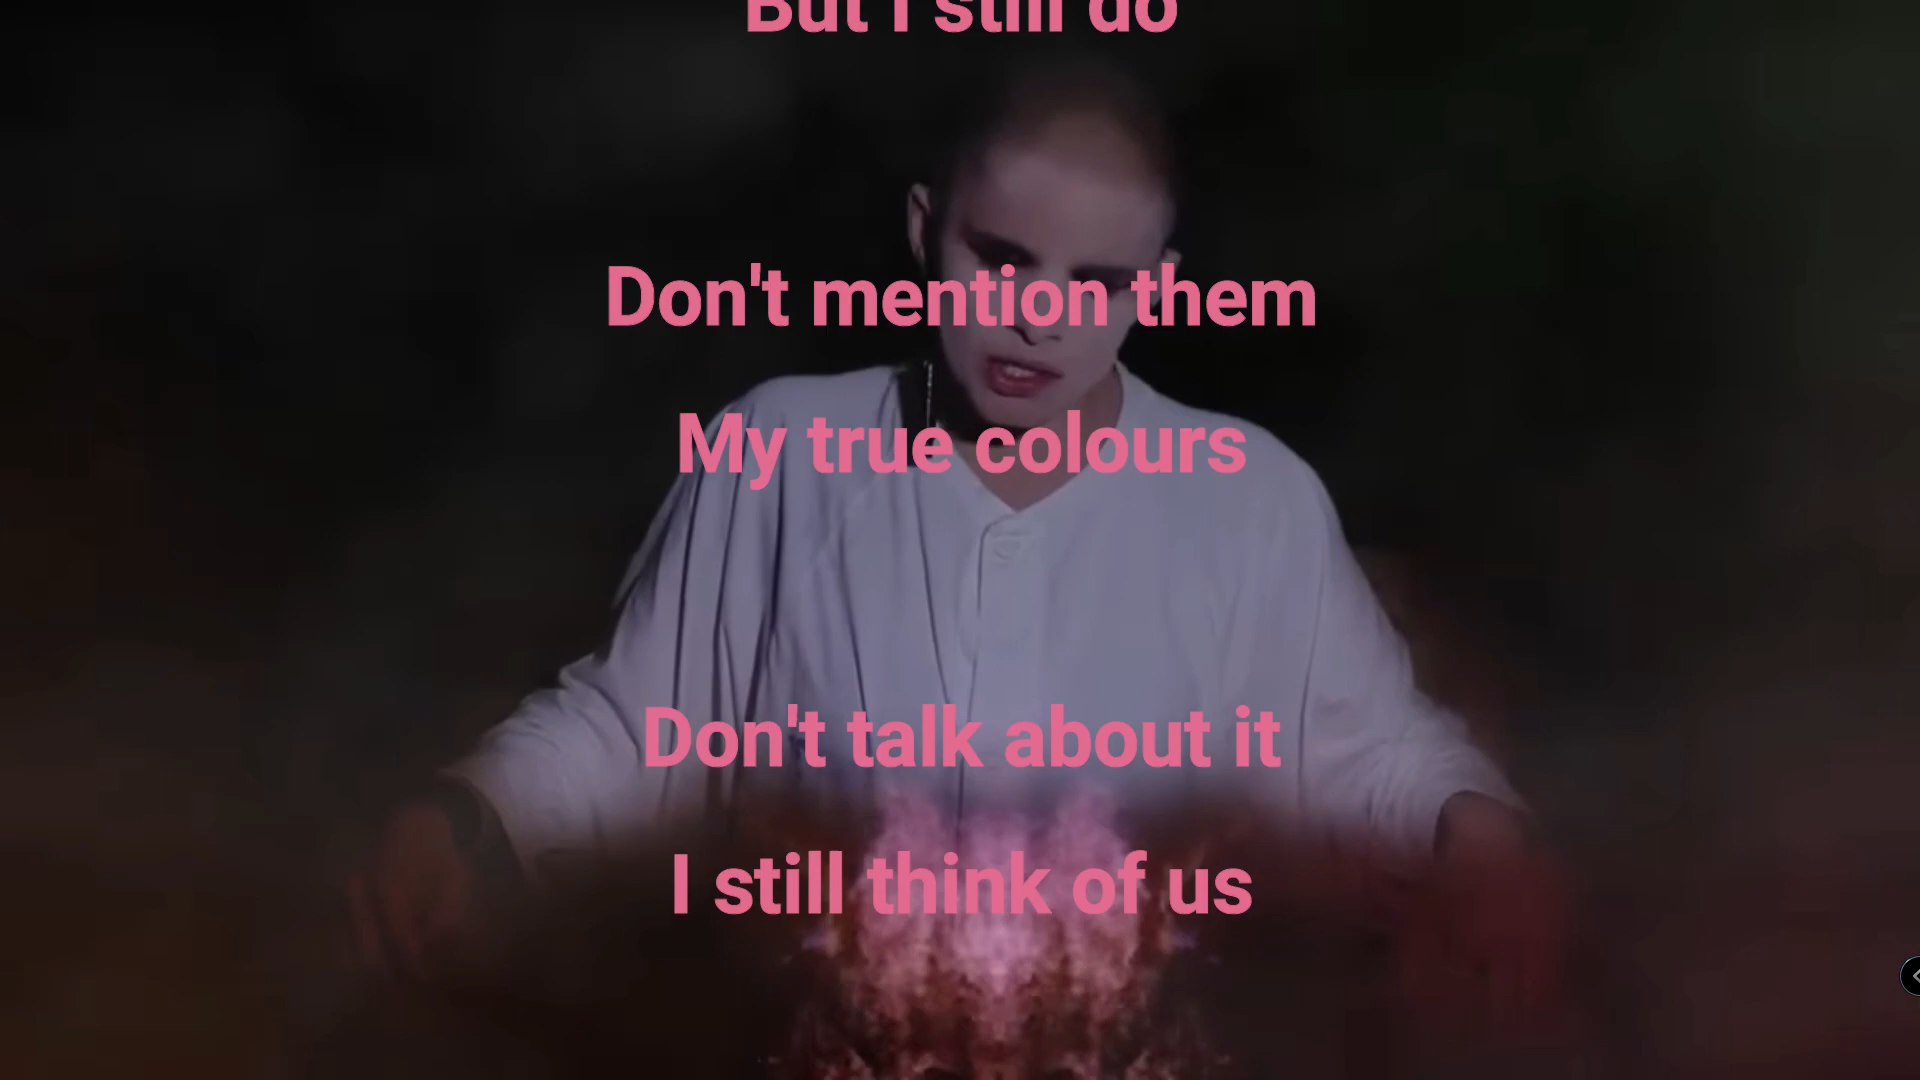 But I still do
Don't mention them
My true colours
Don't talk about it
I still think of us